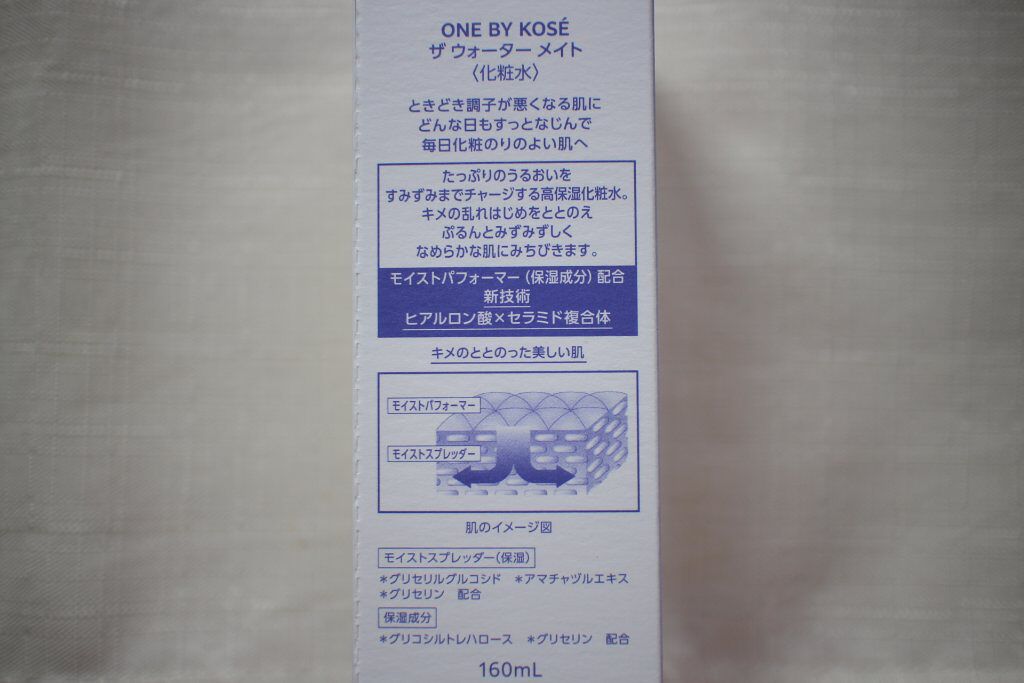 ONE BY KOSÉ
ザ ウォーター メイト
〈化粧水〉
ときどき調子が悪くなる肌に
どんな日もすっとなじんで
毎日化粧のりのよい肌へ
たっぷりのうるおいを
すみずみまでチャージする高保湿化粧水。
キメの乱れはじめをととのえ
ぷるんとみずみずしく
なめらかな肌にみちびきます。
モイストパフォーマー（保湿成分）配合
新技術
ヒアルロン酸×セラミド複合体
キメのととのった美しい肌
モイストパフォーマー
モイストスプレッダー
肌のイメージ図
モイストスプレッダー（保湿）
＊グリセリルグルコシド ＊アマチャヅルエキス
＊グリセリン 配合
保湿成分
＊グリコシルトレハロース ＊グリセリン 配合
160mL